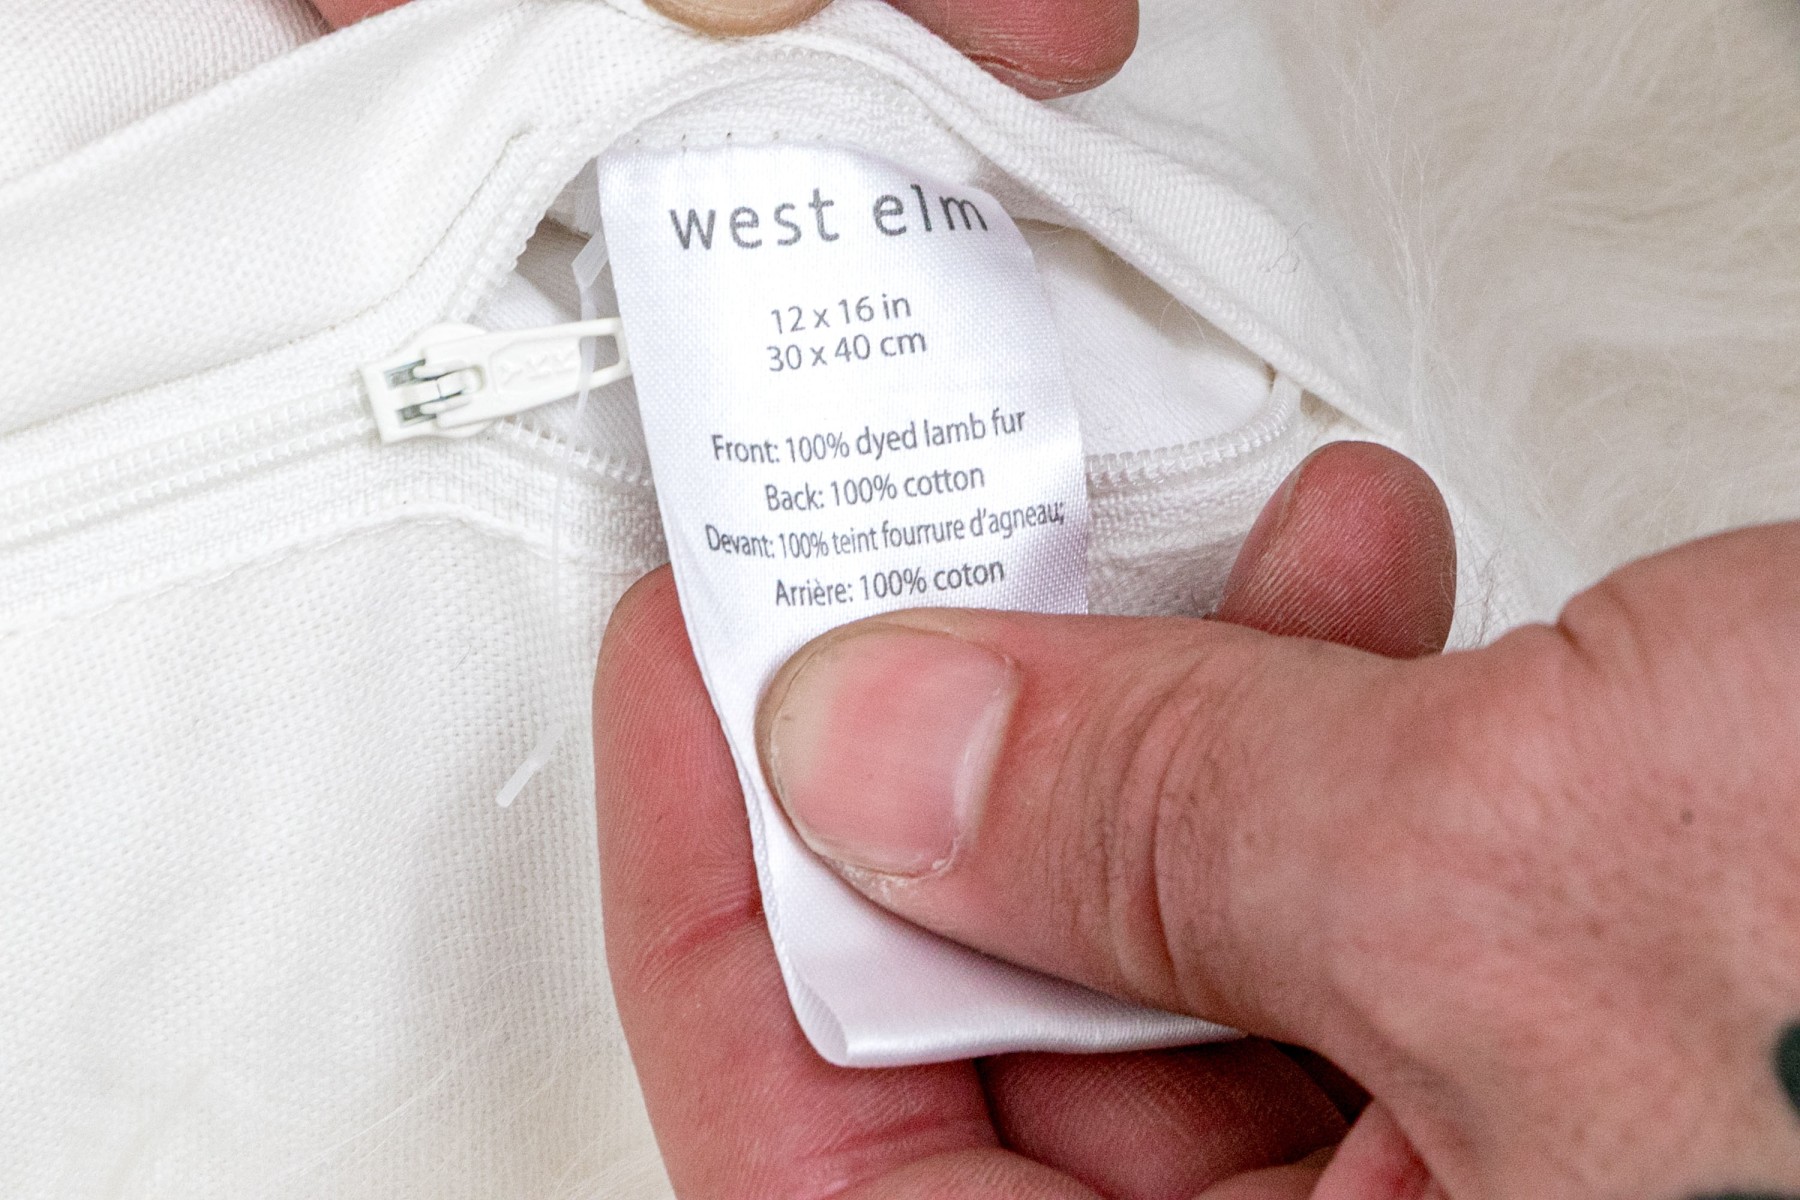 west elm
12 x 16 in
30 x 40 cm
Front: 100% dyed lamb fur
Back: 100% cotton
Devant: 100% teint fourrure d'agneau;
Arrière: 100% coton